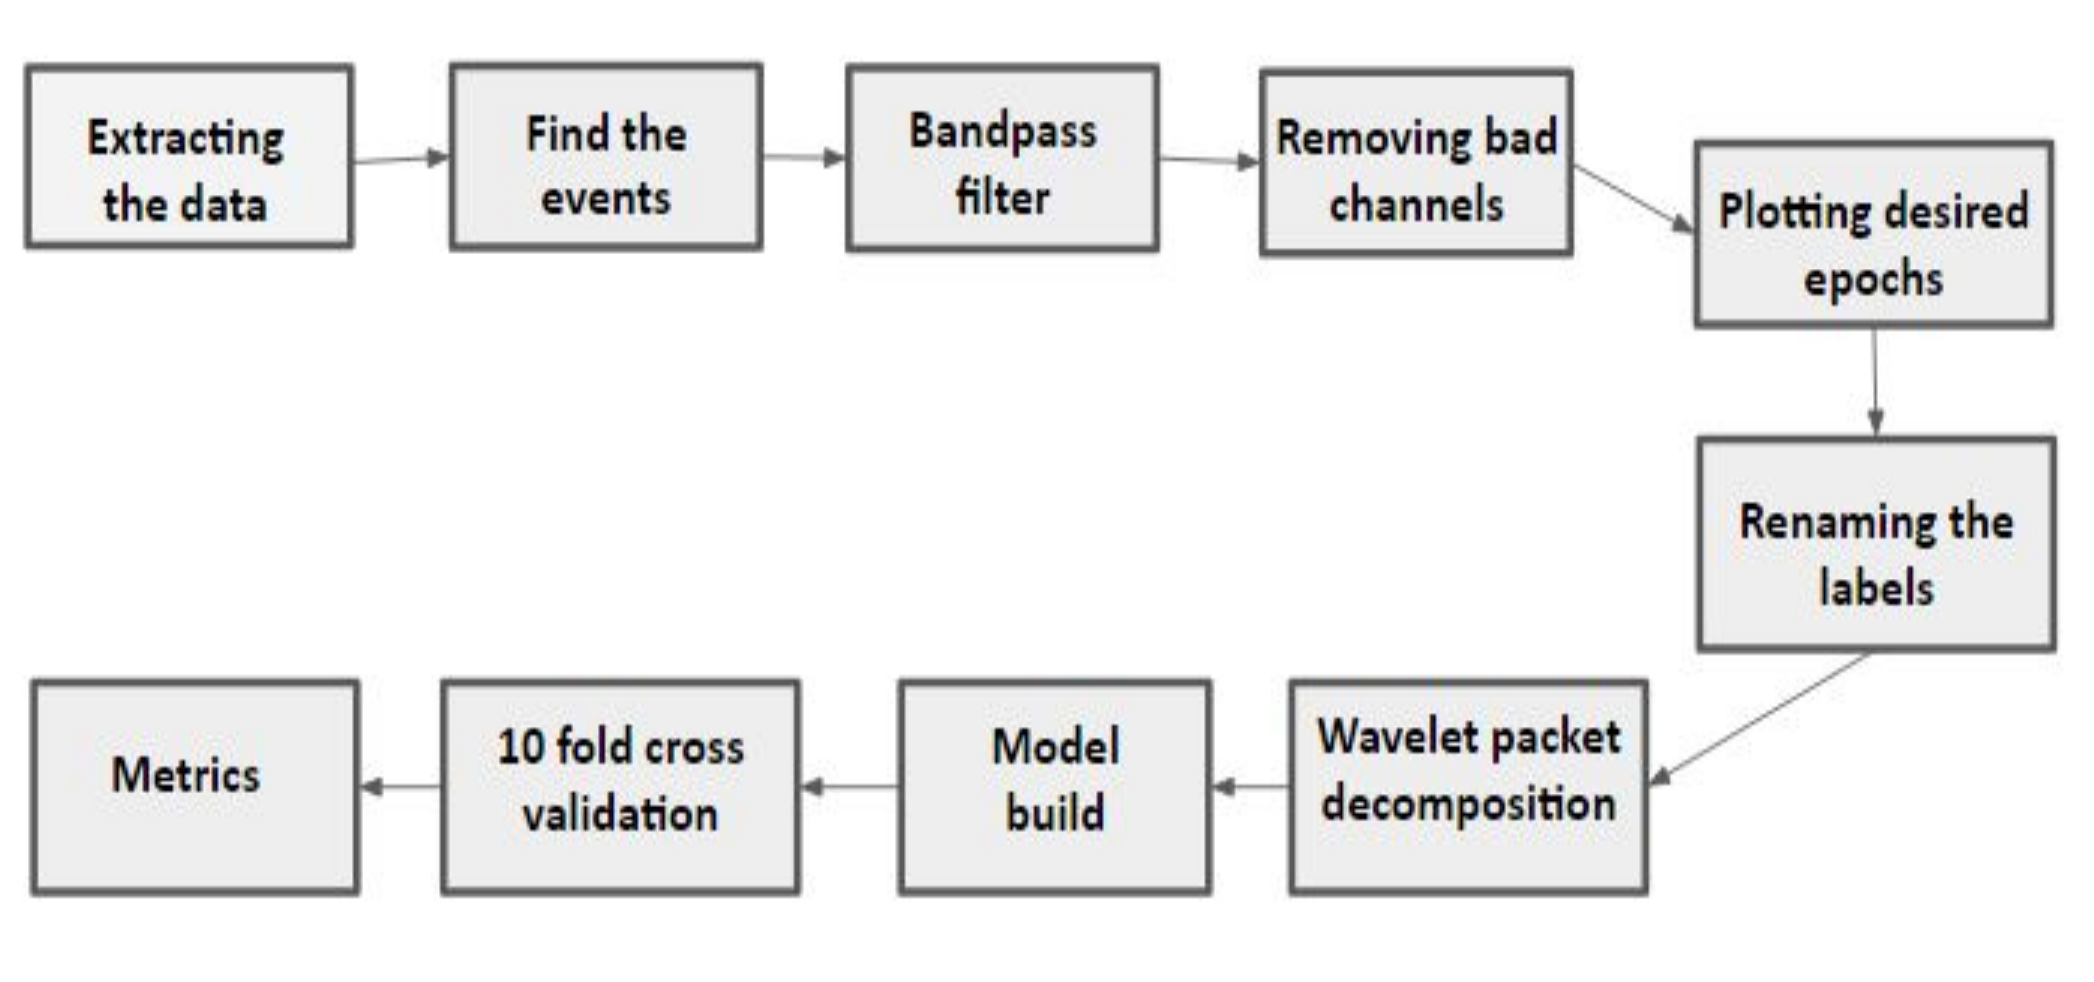 Extracting
the data
Find the
events
Bandpass
filter
Removing bad
channels
Plotting desired
epochs
Renaming the
labels
Wavelet packet
decomposition
Model
build
10 fold cross
validation
Metrics